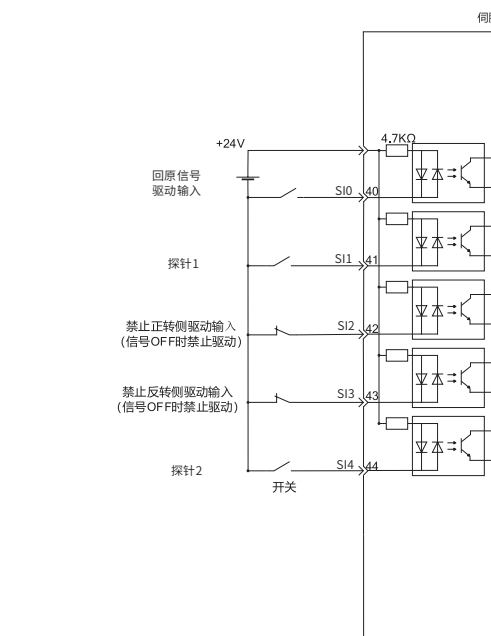 伺服
4.7KΩ
+24V
回原信号
驱动输入
SI0 40
探针1
SI1 41
禁止正转侧驱动输入
(信号OFF时禁止驱动)
SI2 42
禁止反转侧驱动输入
(信号OFF时禁止驱动)
SI3 43
探针2
SI4 44
开关